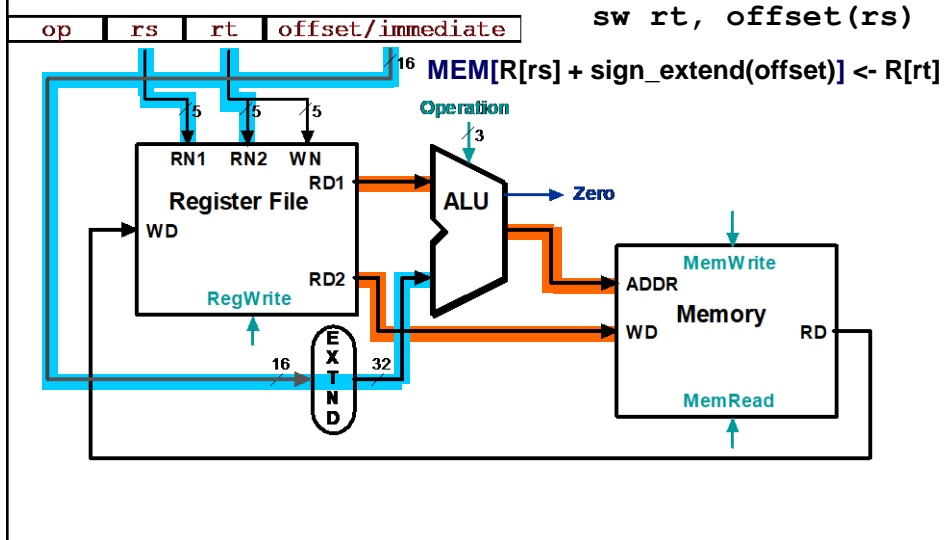 sw rt, offset(rs)
op rs rt offset/immediate
16
MEM[R[rs] + sign_extend(offset)] <- R[rt]
5 5 5
Operation
3
RN1 RN2 WN
RD1
Register File
ALU
Zero
WD
MemWrite
RD2
ADDR
RegWrite
Memory
WD
RD
E
X
T
N
D
16
32
MemRead